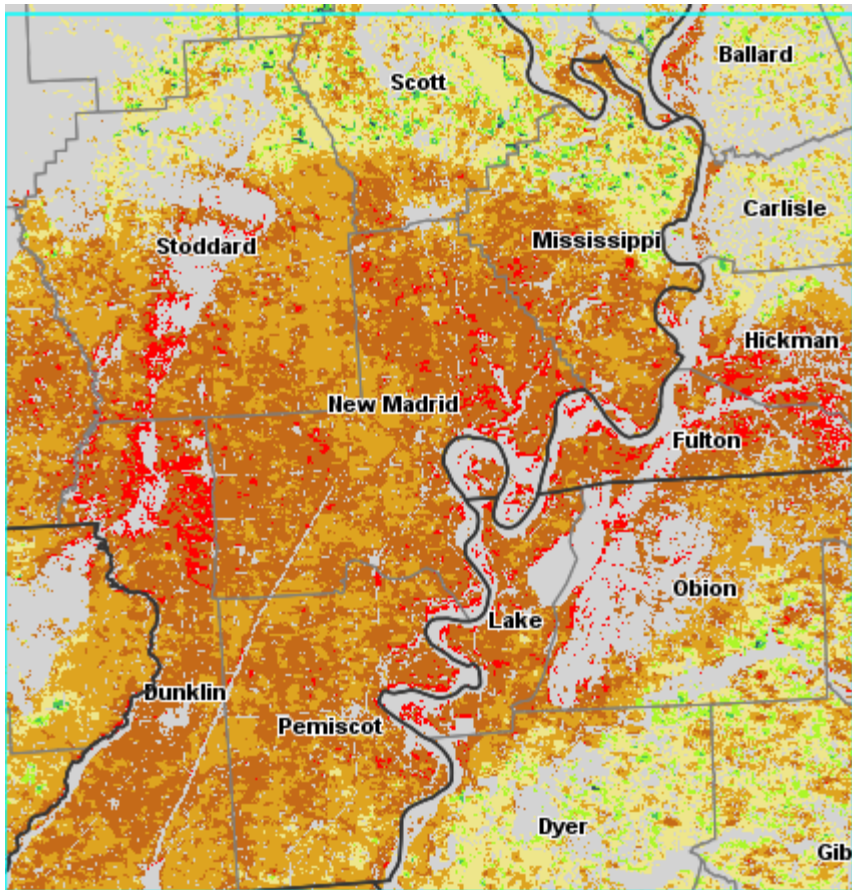 Ballard
Scott
Carlisle
Stoddard
Mississippi
Hickman
New Madrid
Fulton
Obion
Lake
Dunklin
Pemiscot
Dyer
Gib